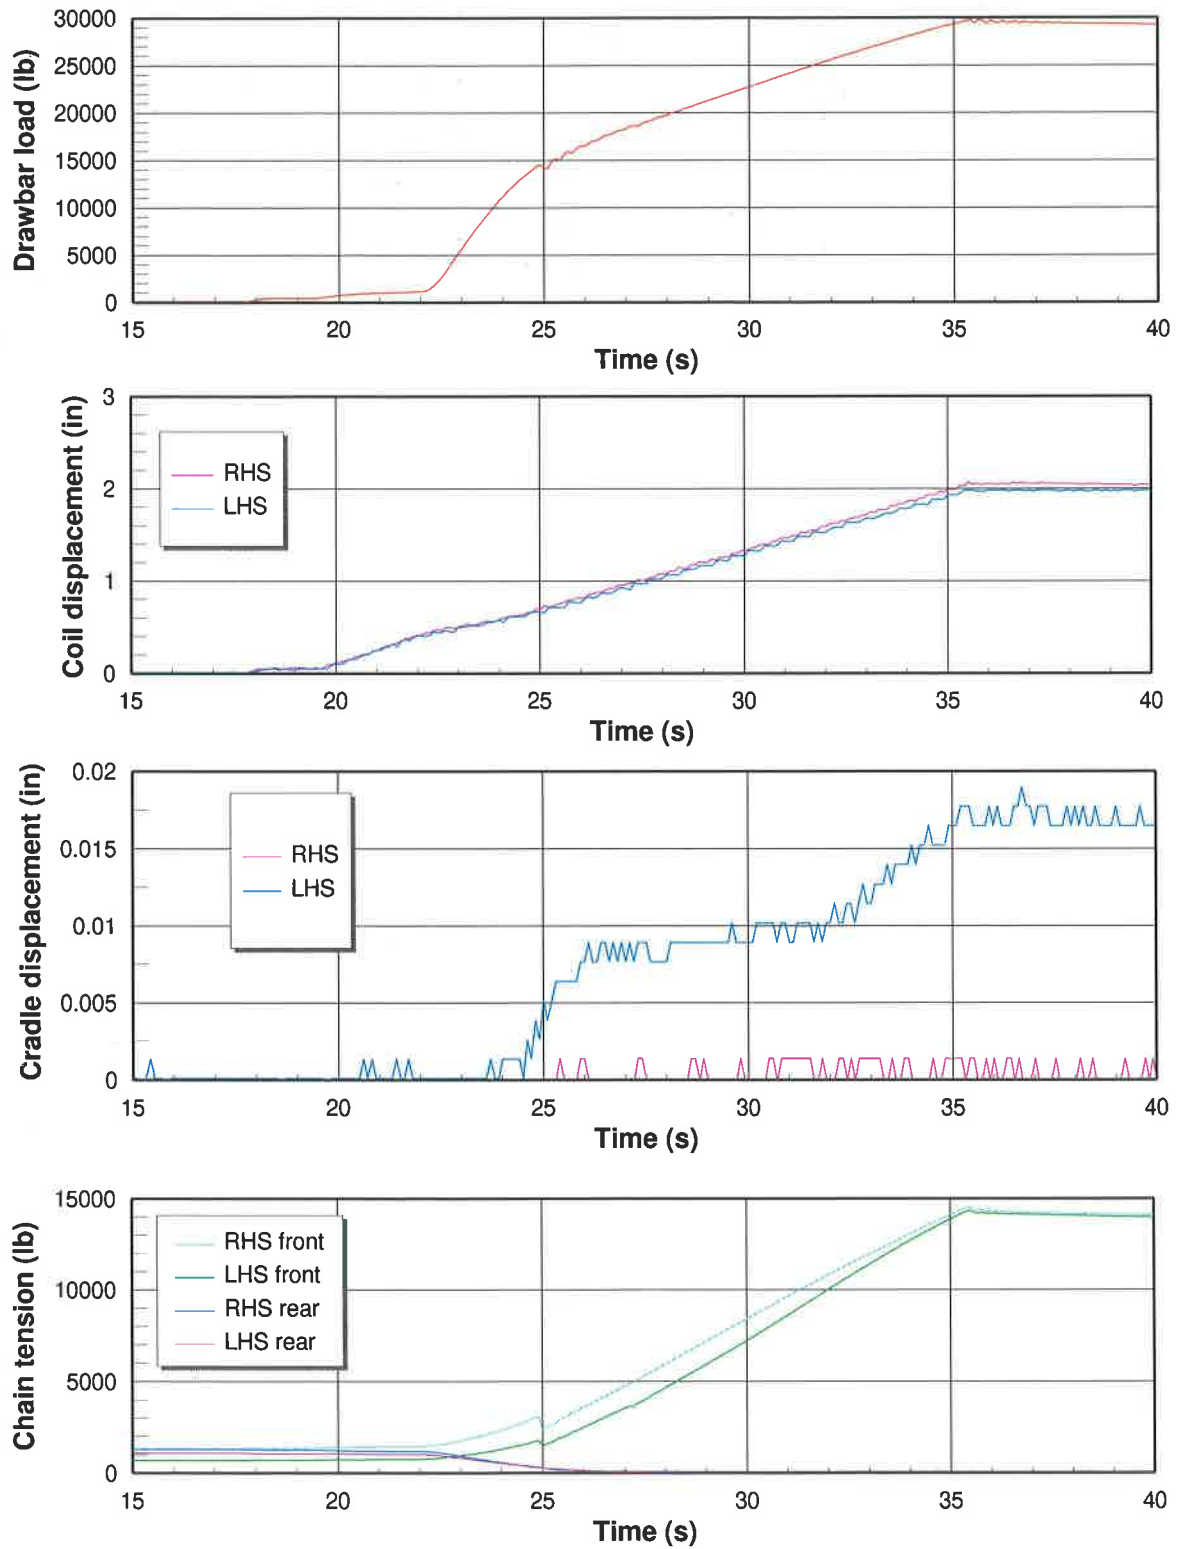 30000
25000
20000
15000
10000
5000
0
Drawbar load (lb)
15 20 25 30 35 40
Time (s)
3
2
1
0
Coil displacement (in)
RHS
LHS
15 20 25 30 35 40
Time (s)
0.02
0.015
0.01
0.005
0
Cradle displacement (in)
RHS
LHS
15 20 25 30 35 40
Time (s)
15000
10000
5000
0
Chain tension (lb)
RHS front
LHS front
RHS rear
LHS rear
15 20 25 30 35 40
Time (s)